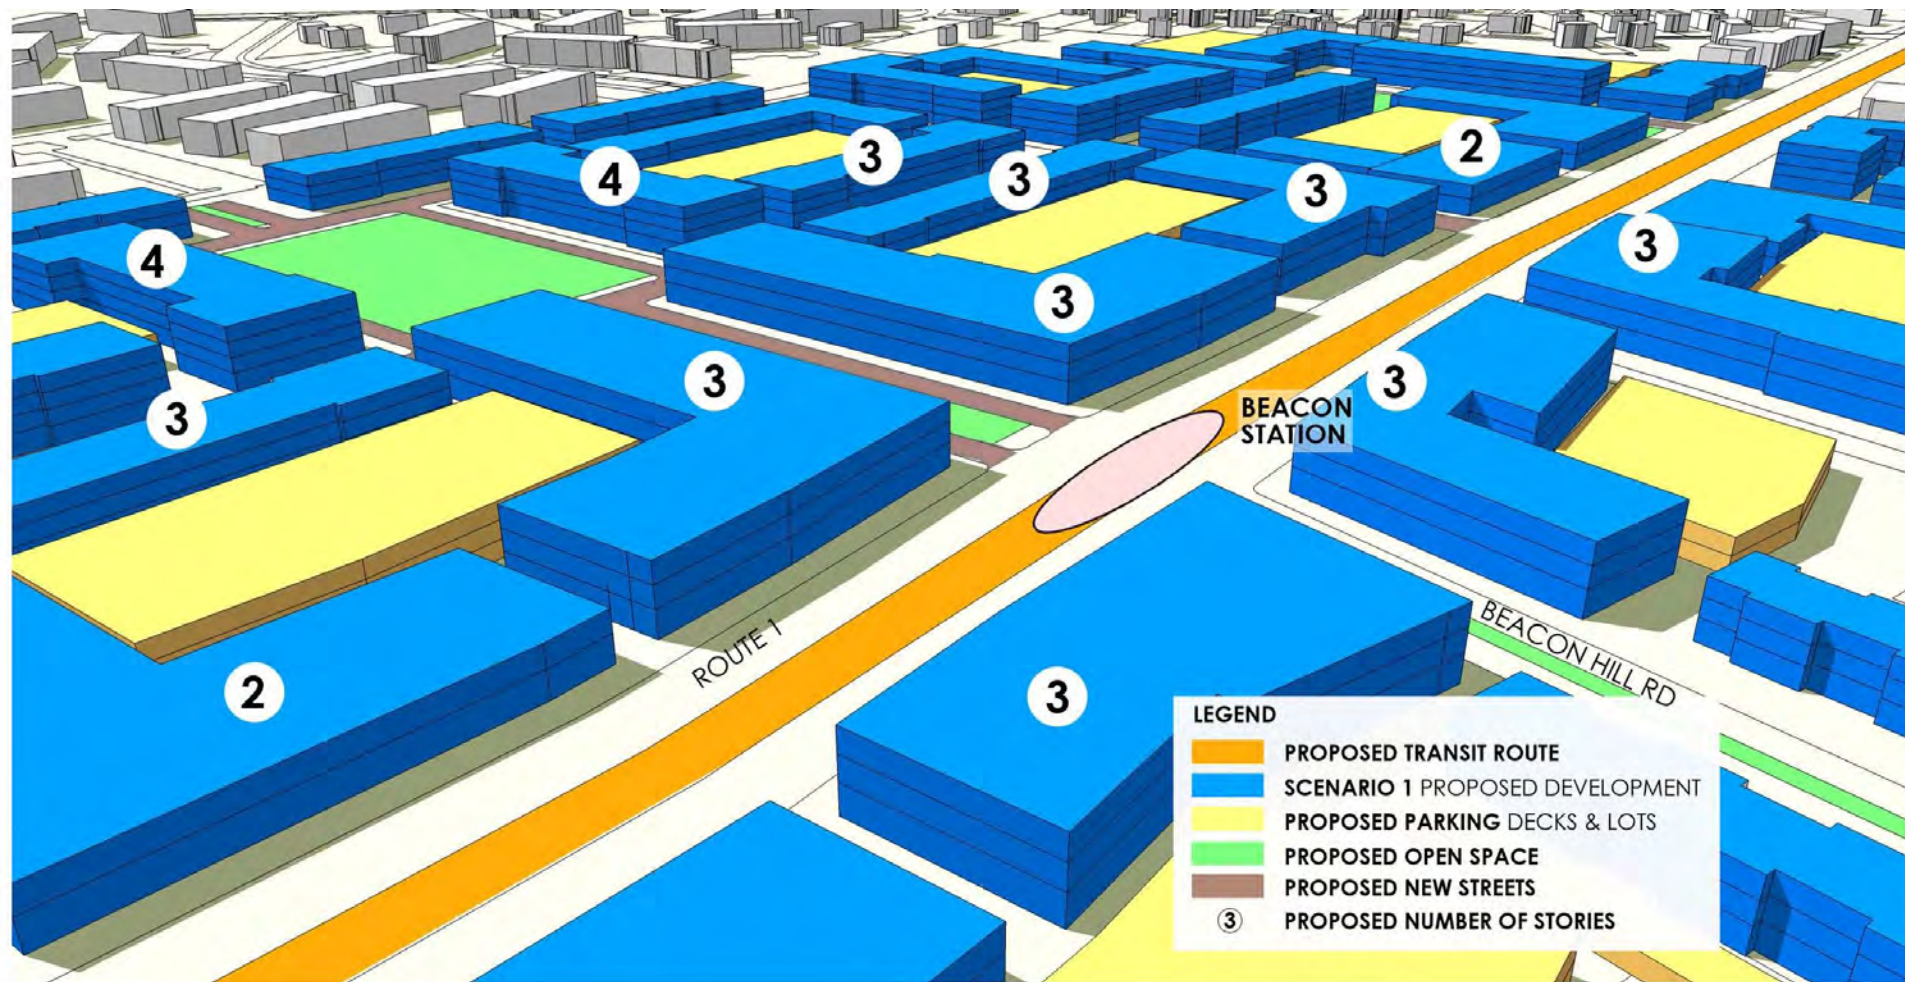 2
3
4
3
3
3
4
3
3
3
2
3
3
BEACON
STATION
ROUTE 1
3
BEACON HILL RD
LEGEND
PROPOSED TRANSIT ROUTE
SCENARIO 1 PROPOSED DEVELOPMENT
PROPOSED PARKING DECKS & LOTS
PROPOSED OPEN SPACE
PROPOSED NEW STREETS
3 PROPOSED NUMBER OF STORIES